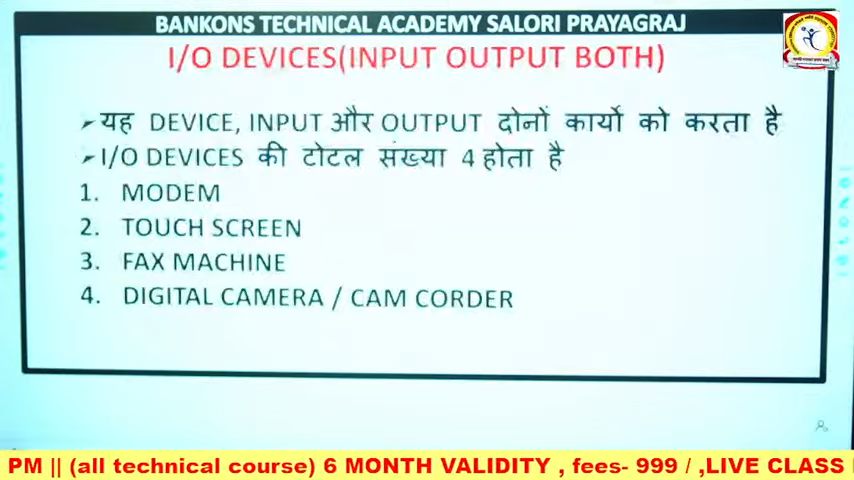 BANKONS TECHNICAL ACADEMY SALORI PRAYAGRAJ
I/O DEVICES(INPUT OUTPUT BOTH)
➢यह DEVICE, INPUT और OUTPUT दोनों कार्यो को करता है
➢I/O DEVICES की टोटल संख्या 4 होता है
1. MODEM
2. TOUCH SCREEN
3. FAX MACHINE
4. DIGITAL CAMERA / CAM CORDER
PM || (all technical course) 6 MONTH VALIDITY , fees- 999 / ,LIVE CLASS